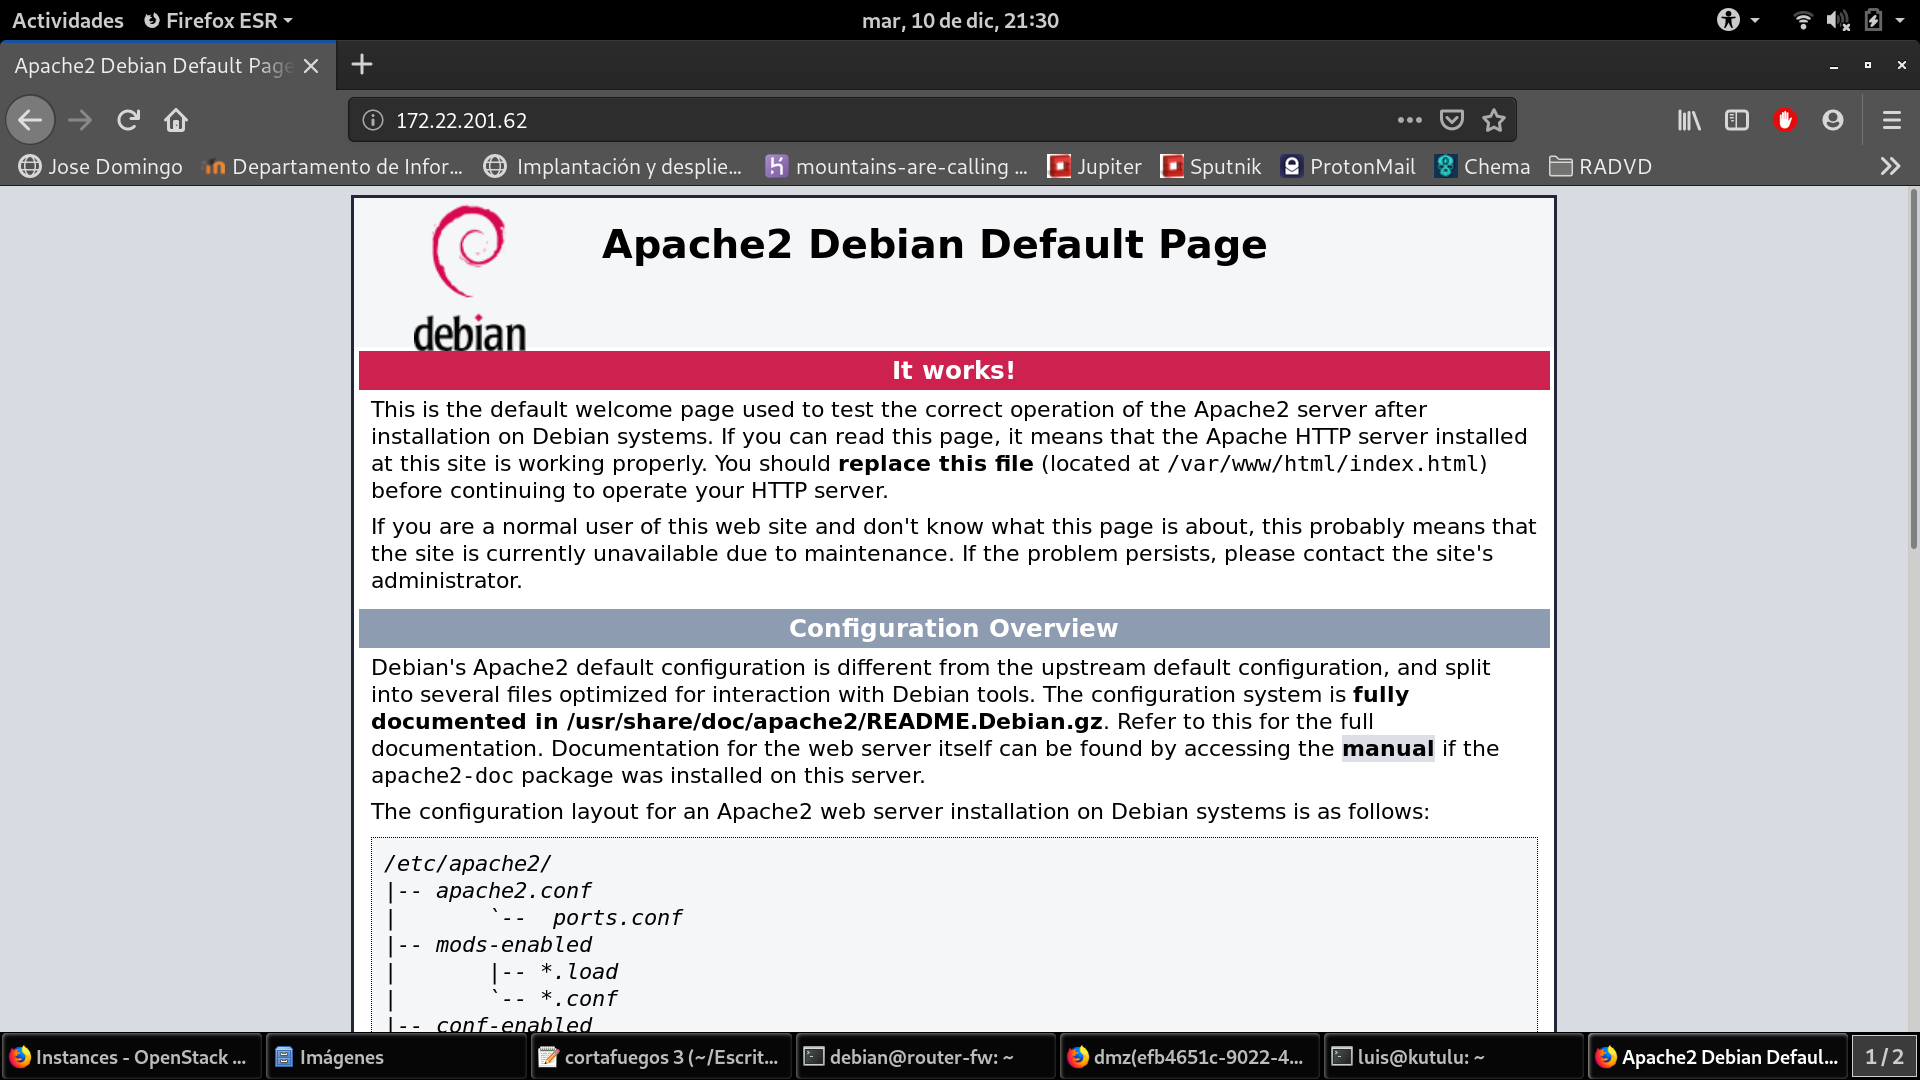 Actividades Firefox ESR mar, 10 de dic, 21:30
Apache2 Debian Default Page
172.22.201.62
Jose Domingo Departamento de Infor... Implantación y desplie... mountains-are-calling ... Jupiter Sputnik ProtonMail Chema RADVD
debian
Apache2 Debian Default Page
It works!
This is the default welcome page used to test the correct operation of the Apache2 server after
installation on Debian systems. If you can read this page, it means that the Apache HTTP server installed
at this site is working properly. You should replace this file (located at /var/www/html/index.html)
before continuing to operate your HTTP server.
If you are a normal user of this web site and don't know what this page is about, this probably means that
the site is currently unavailable due to maintenance. If the problem persists, please contact the site's
administrator.
Configuration Overview
Debian's Apache2 default configuration is different from the upstream default configuration, and split
into several files optimized for interaction with Debian tools. The configuration system is fully
documented in /usr/share/doc/apache2/README.Debian.gz. Refer to this for the full
documentation. Documentation for the web server itself can be found by accessing the manual if the
apache2-doc package was installed on this server.
The configuration layout for an Apache2 web server installation on Debian systems is as follows:
/etc/apache2/
|-- apache2.conf
|       `--  ports.conf
|-- mods-enabled
|       |-- *.load
|       `-- *.conf
|-- conf-enabled
Instances - OpenStack ... Imágenes cortafuegos 3 (~/Escrit... debian@router-fw: ~ dmz(efb4651c-9022-4... luis@kutulu: ~ Apache2 Debian Defaul... 1 / 2